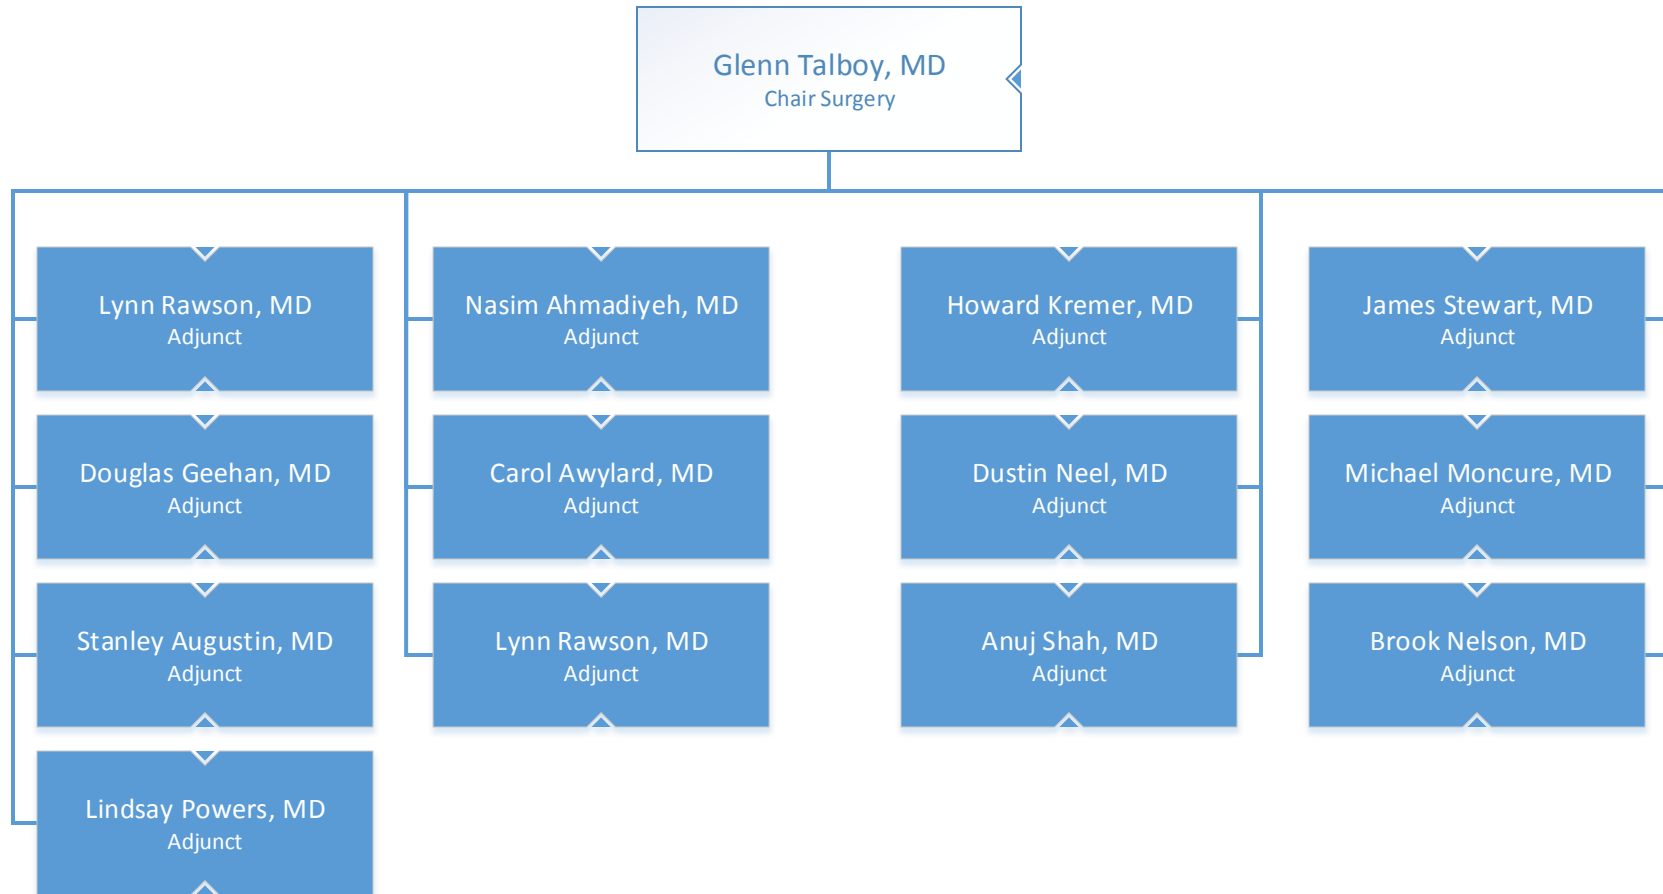 Glenn Talboy, MD
Chair Surgery
Lynn Rawson, MD
Adjunct
Nasim Ahmadiyeh, MD
Adjunct
Howard Kremer, MD
Adjunct
James Stewart, MD
Adjunct
Douglas Geehan, MD
Adjunct
Carol Awylard, MD
Adjunct
Dustin Neel, MD
Adjunct
Michael Moncure, MD
Adjunct
Stanley Augustin, MD
Adjunct
Lynn Rawson, MD
Adjunct
Anuj Shah, MD
Adjunct
Brook Nelson, MD
Adjunct
Lindsay Powers, MD
Adjunct